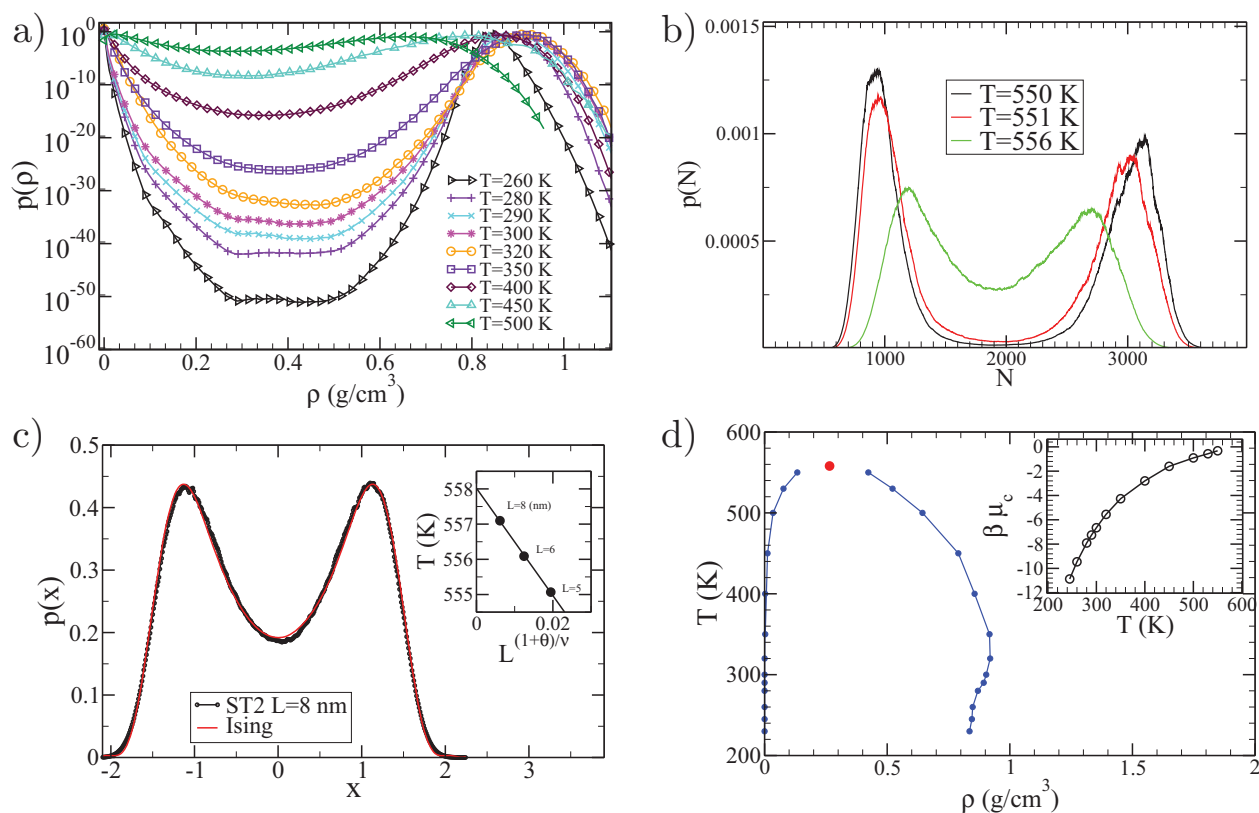 a)
p(ρ)
10^0
10^-10
10^-20
10^-30
10^-40
10^-50
10^-60
0 0.2 0.4 0.6 0.8 1
ρ (g/cm^3)
T=260 K
T=280 K
T=290 K
T=300 K
T=320 K
T=350 K
T=400 K
T=450 K
T=500 K
b)
p(N)
0.0015
0.001
0.0005
1000 2000 3000
N
T=550 K
T=551 K
T=556 K
c)
p(x)
0.5
0.4
0.3
0.2
0.1
0
-2 -1 0 1 2 3
x
ST2 L=8 nm
Ising
T (K)
558
557
556
555
L=8 (nm)
L=6
L=5
0 0.02
L^(1+θ)/ν
d)
T (K)
600
500
400
300
200
0 0.5 1 1.5 2
ρ (g/cm^3)
β μ_c
0
-2
-4
-6
-8
-10
-12
200 300 400 500 600
T (K)